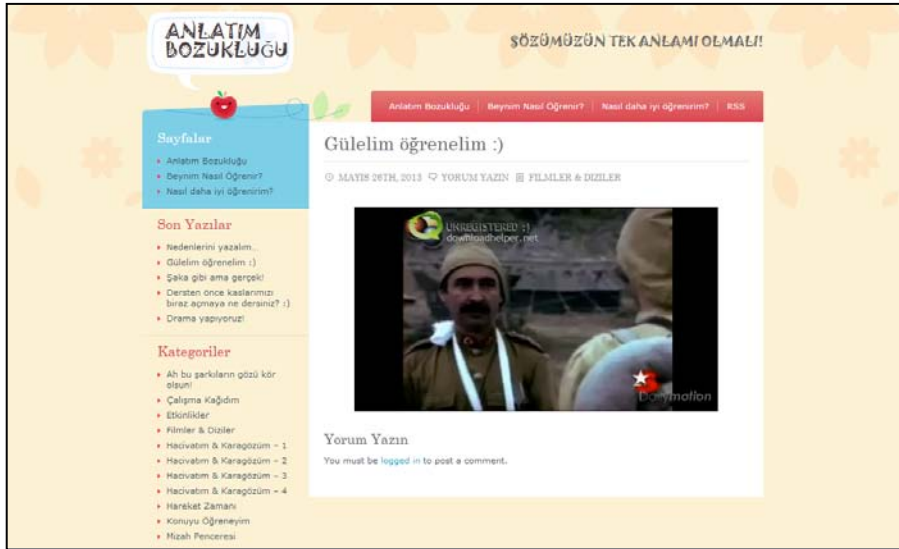 ANLATIM
BOZUKLUĞU
SÖZÜMÜZÜN TEK ANLAMI OLMALI!
Anlatım Bozukluğu
Beynim Nasıl Öğrenir?
Nasıl daha iyi öğrenirim?
RSS
Sayfalar
Anlatım Bozukluğu
Beynim Nasıl Öğrenir?
Nasıl daha iyi öğrenirim?
Son Yazılar
Nedenlerini yazalım...
Gülelim öğrenelim :)
Şaka gibi ama gerçek!
Dersten önce kaslarımızı
biraz açmaya ne dersiniz? :)
Drama yapıyoruz!
Kategoriler
Ah bu şarkıların gözü kör
olsun!
Çalışma Kağıdım
Etkinlikler
Filmler & Diziler
Hacivatım & Karagözüm – 1
Hacivatım & Karagözüm – 2
Hacivatım & Karagözüm – 3
Hacivatım & Karagözüm – 4
Hareket Zamanı
Konuyu Öğreneyim
Mizah Penceresi
Gülelim öğrenelim :)
MAYIS 26TH, 2013 YORUM YAZIN FILMLER & DIZILER
UNREGISTERED :)
downloadhelper.net
Dailymotion
Yorum Yazın
You must be logged in to post a comment.